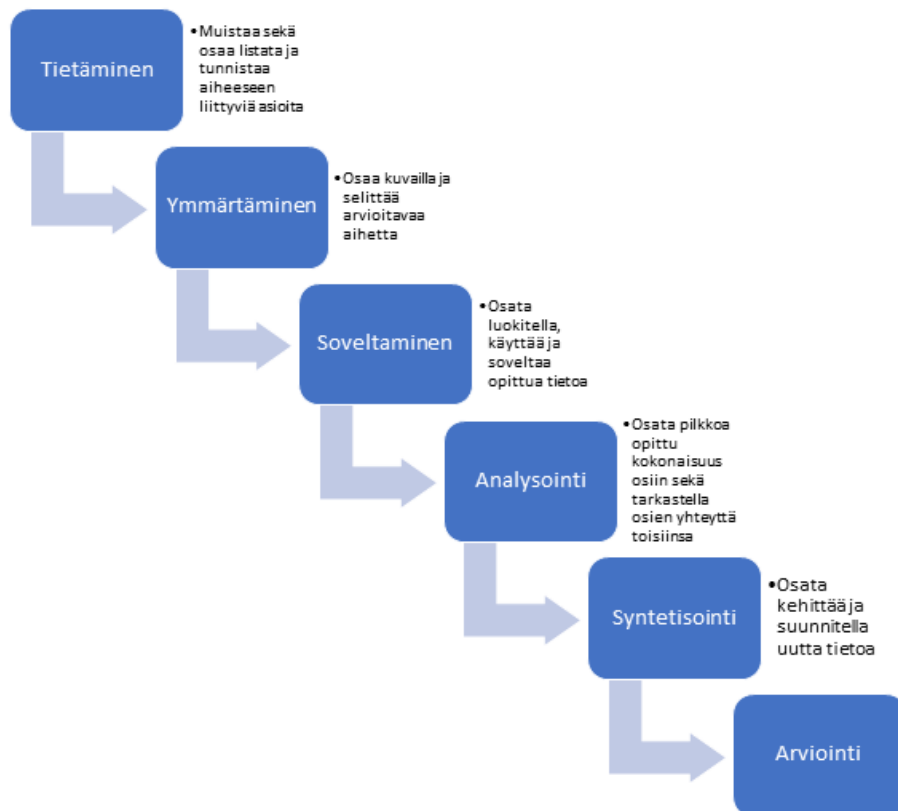 Tietäminen
•Muistaa sekä
osaa listata ja
tunnistaa
aiheeseen
liittyviä asioita
Ymmärtäminen
•Osaa kuvailla ja
selittää
arvioitavaa
aihetta
Soveltaminen
•Osata
luokitella,
käyttää ja
soveltaa
opittua tietoa
Analysointi
•Osata pilkkoa
opittu
kokonaisuus
osiin sekä
tarkastella
osien yhteyttä
toisiinsa
Syntetisointi
•Osata
kehittää ja
suunnitella
uutta tietoa
Arviointi